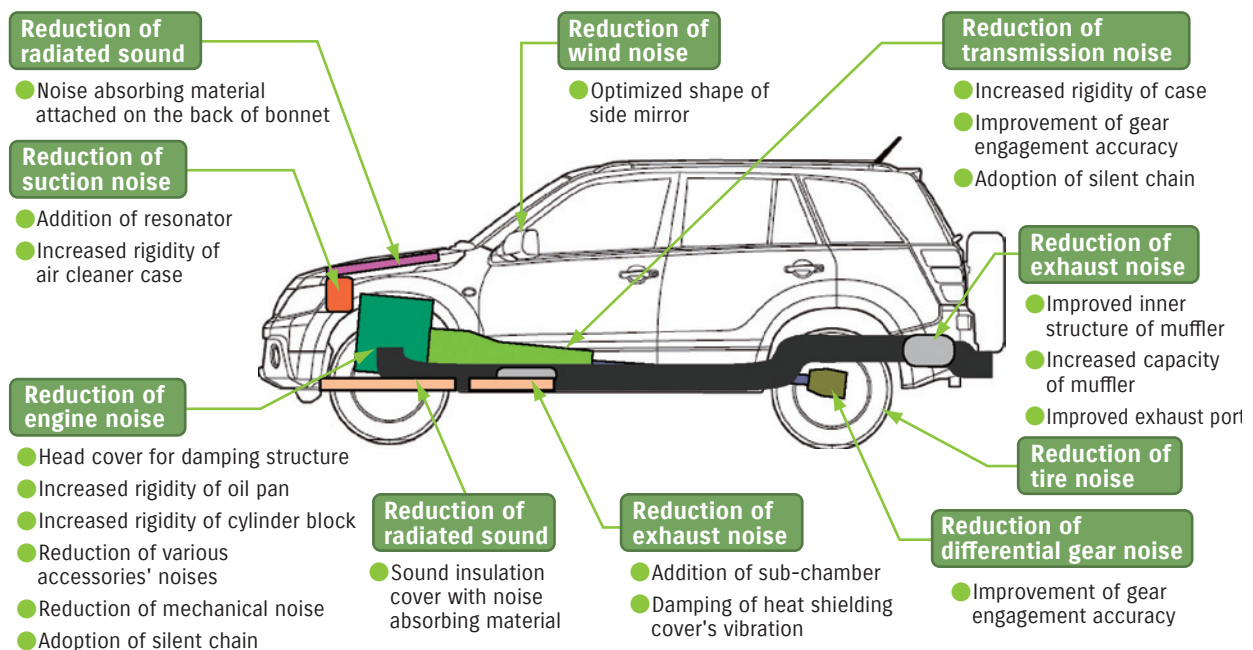 Reduction of
radiated sound
Noise absorbing material
attached on the back of bonnet
Reduction of
suction noise
Addition of resonator
Increased rigidity of
air cleaner case
Reduction of
wind noise
Optimized shape of
side mirror
Reduction of
transmission noise
Increased rigidity of case
Improvement of gear
engagement accuracy
Adoption of silent chain
Reduction of
exhaust noise
Improved inner
structure of muffler
Increased capacity
of muffler
Improved exhaust port
Reduction of
tire noise
Reduction of
engine noise
Head cover for damping structure
Increased rigidity of oil pan
Increased rigidity of cylinder block
Reduction of various
accessories' noises
Reduction of mechanical noise
Adoption of silent chain
Reduction of
radiated sound
Sound insulation
cover with noise
absorbing material
Reduction of
exhaust noise
Addition of sub-chamber
Damping of heat shielding
cover's vibration
Reduction of
differential gear noise
Improvement of gear
engagement accuracy